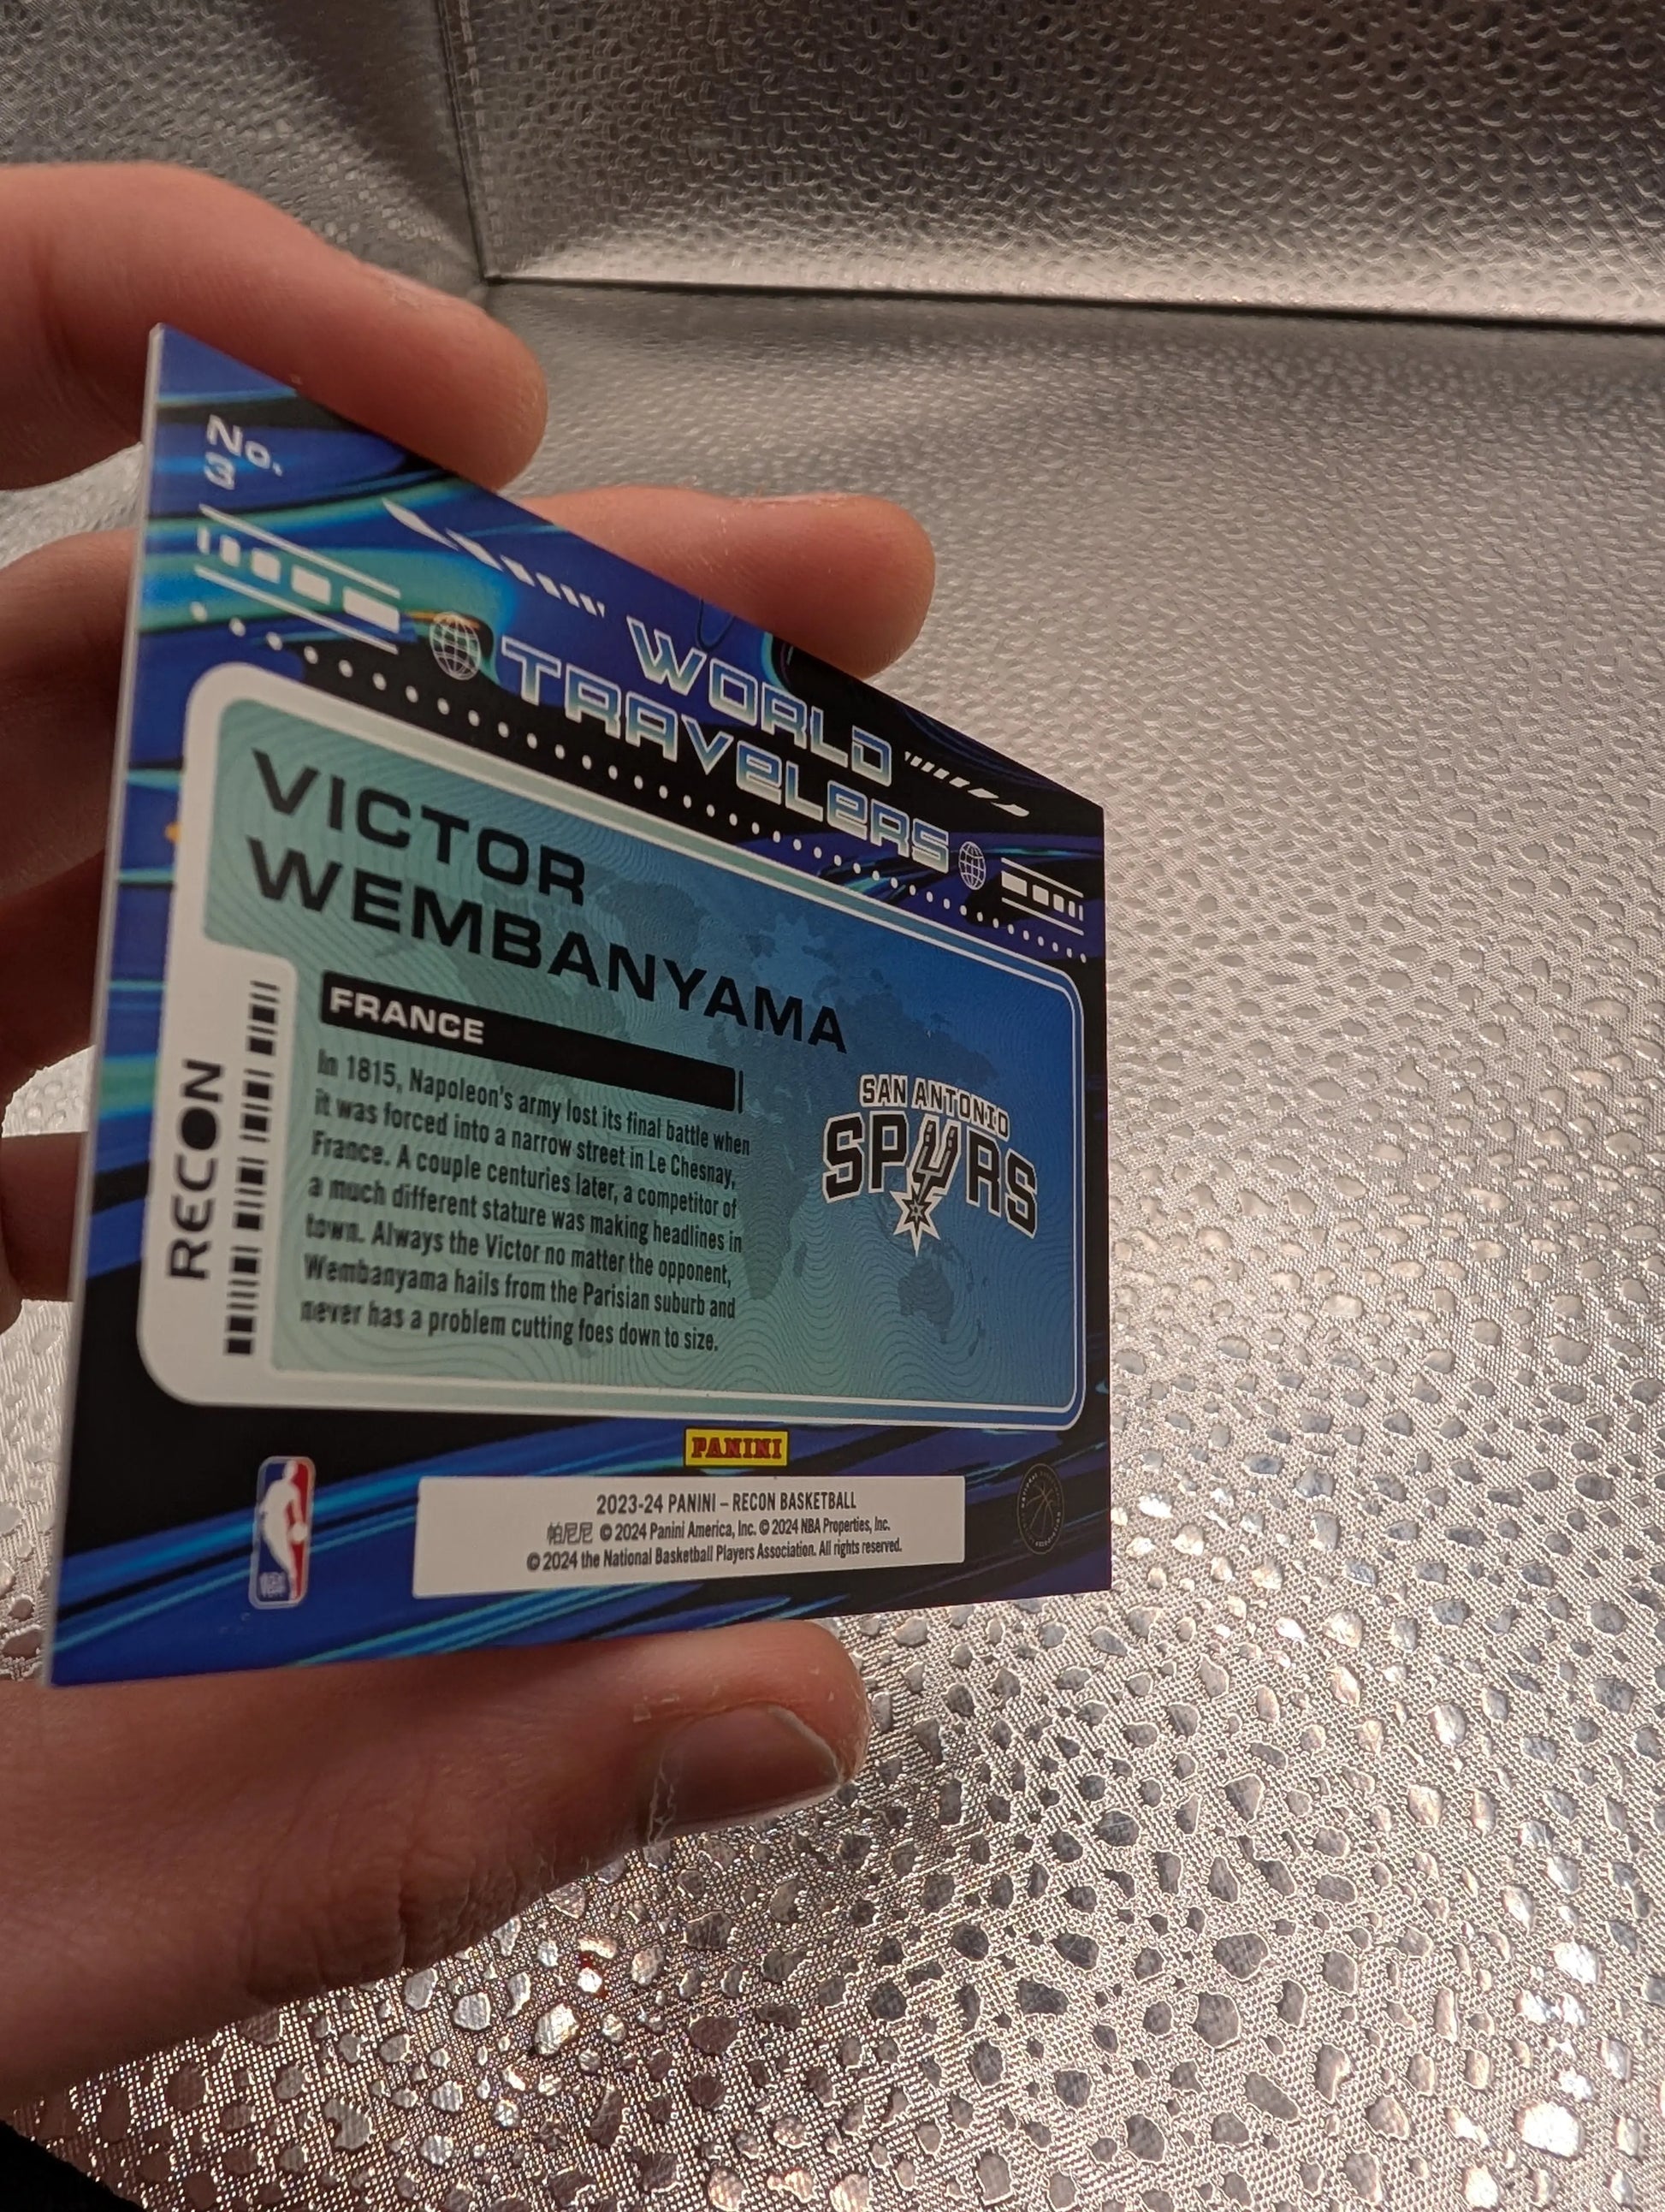 No.
3
WORLD
TRAVELERS
VICTOR
WEMBANYAMA
FRANCE
In 1815, Napoleon's army lost its final battle when
it was forced into a narrow street in Le Chesnay,
France. A couple centuries later, a competitor of
a much different stature was making headlines in
town. Always the Victor no matter the opponent,
Wembanyama hails from the Parisian suburb and
never has a problem cutting foes down to size.
SAN ANTONIO
SPURS
RECON
PANINI
2023-24 PANINI – RECON BASKETBALL
帕尼尼 © 2024 Panini America, Inc. © 2024 NBA Properties, Inc.
© 2024 the National Basketball Players Association. All rights reserved.